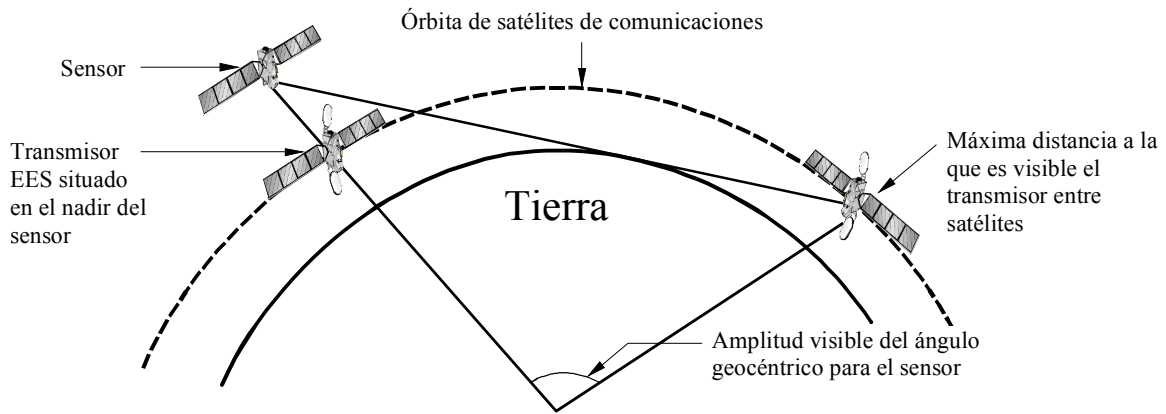 Órbita de satélites de comunicaciones
Sensor
Transmisor
EES situado
en el nadir del
sensor
Máxima distancia a la
que es visible el
transmisor entre
satélites
Tierra
Amplitud visible del ángulo
geocéntrico para el sensor